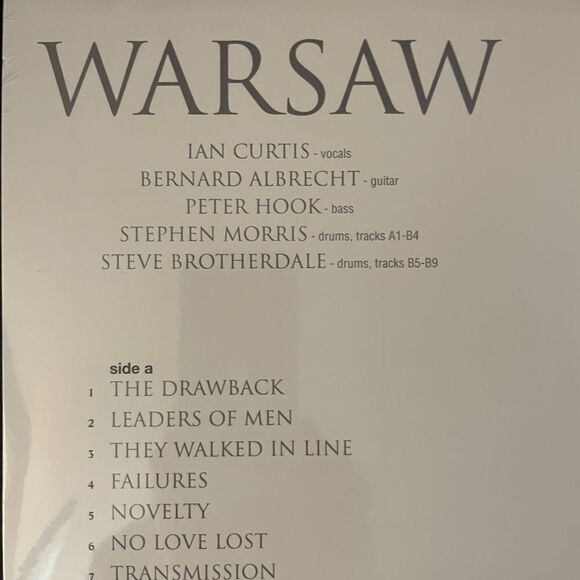 WARSAW
IAN CURTIS - vocals
BERNARD ALBRECHT - guitar
PETER HOOK - bass
STEPHEN MORRIS - drums, tracks A1-B4
STEVE BROTHERDALE - drums, tracks B5-B9
side a
1 THE DRAWBACK
2 LEADERS OF MEN
3 THEY WALKED IN LINE
4 FAILURES
5 NOVELTY
6 NO LOVE LOST
7 TRANSMISSION